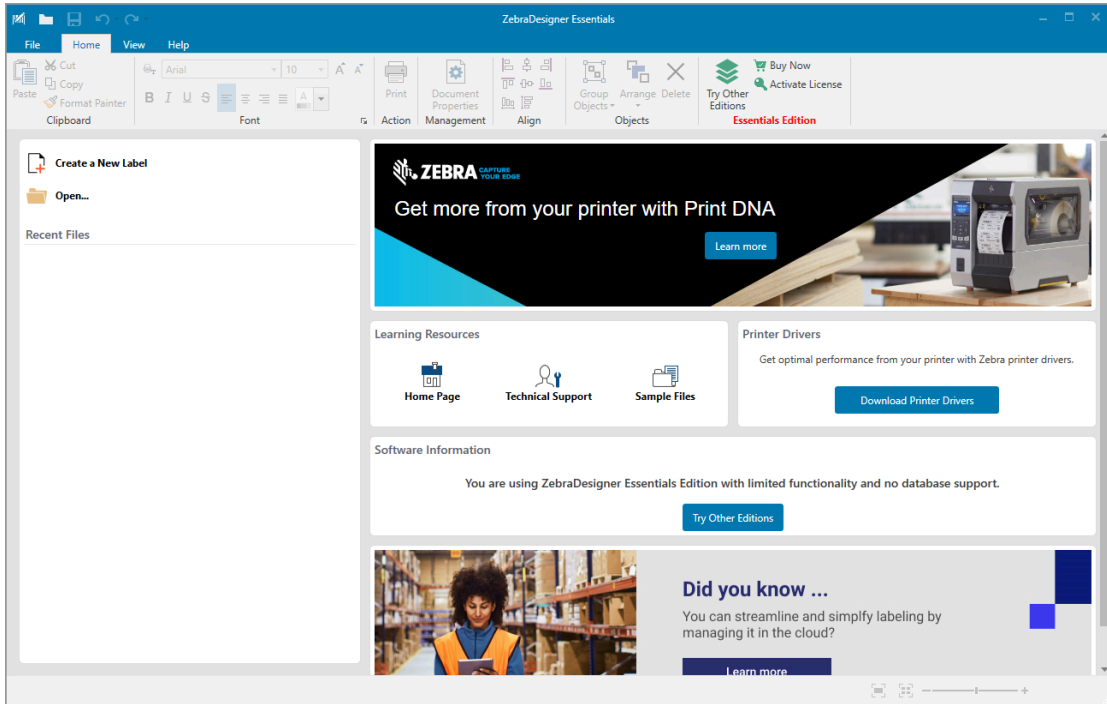 ZebraDesigner Essentials
File Home View Help
Paste
Cut
Copy
Format Painter
Clipboard
Arial 10
B I U S A
Font
Print
Action
Document
Properties
Management
Align
Group
Objects
Arrange
Delete
Objects
Try Other
Editions
Buy Now
Activate License
Essentials Edition
Create a New Label
Open...
Recent Files
ZEBRA CAPTURE
YOUR EDGE
Get more from your printer with Print DNA
Learn more
Learning Resources
Home Page Technical Support Sample Files
Printer Drivers
Get optimal performance from your printer with Zebra printer drivers.
Download Printer Drivers
Software Information
You are using ZebraDesigner Essentials Edition with limited functionality and no database support.
Try Other Editions
Did you know ...
You can streamline and simplfy labeling by
managing it in the cloud?
Learn more